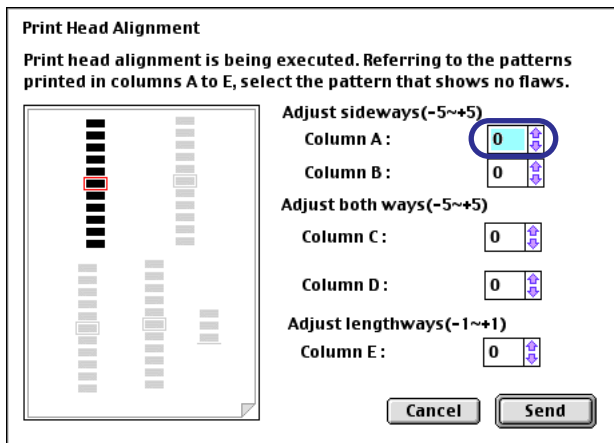 Print Head Alignment
Print head alignment is being executed. Referring to the patterns
printed in columns A to E, select the pattern that shows no flaws.
Adjust sideways(-5~+5)
Column A : 0
Column B : 0
Adjust both ways(-5~+5)
Column C : 0
Column D : 0
Adjust lengthways(-1~+1)
Column E : 0
Cancel Send